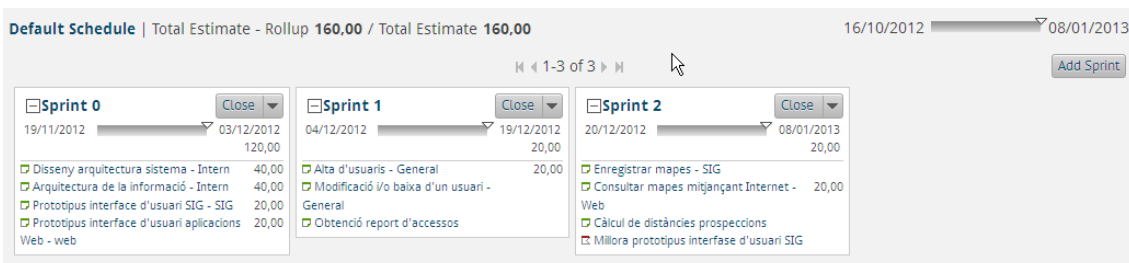 Default Schedule | Total Estimate - Rollup 160,00 / Total Estimate 160,00
16/10/2012 08/01/2013
1-3 of 3
Add Sprint
Sprint 0 Close
19/11/2012 03/12/2012
120,00
Disseny arquitectura sistema - Intern 40,00
Arquitectura de la informació - Intern 40,00
Prototipus interface d'usuari SIG - SIG 20,00
Prototipus interface d'usuari aplicacions 20,00
Web - web
Sprint 1 Close
04/12/2012 19/12/2012
20,00
Alta d'usuaris - General 20,00
Modificació i/o baixa d'un usuari -
General
Obtenció report d'accessos
Sprint 2 Close
20/12/2012 08/01/2013
20,00
Enregistrar mapes - SIG
Consultar mapes mitjançant Internet - 20,00
Web
Càlcul de distàncies prospeccions
Millora prototipus interfase d'usuari SIG